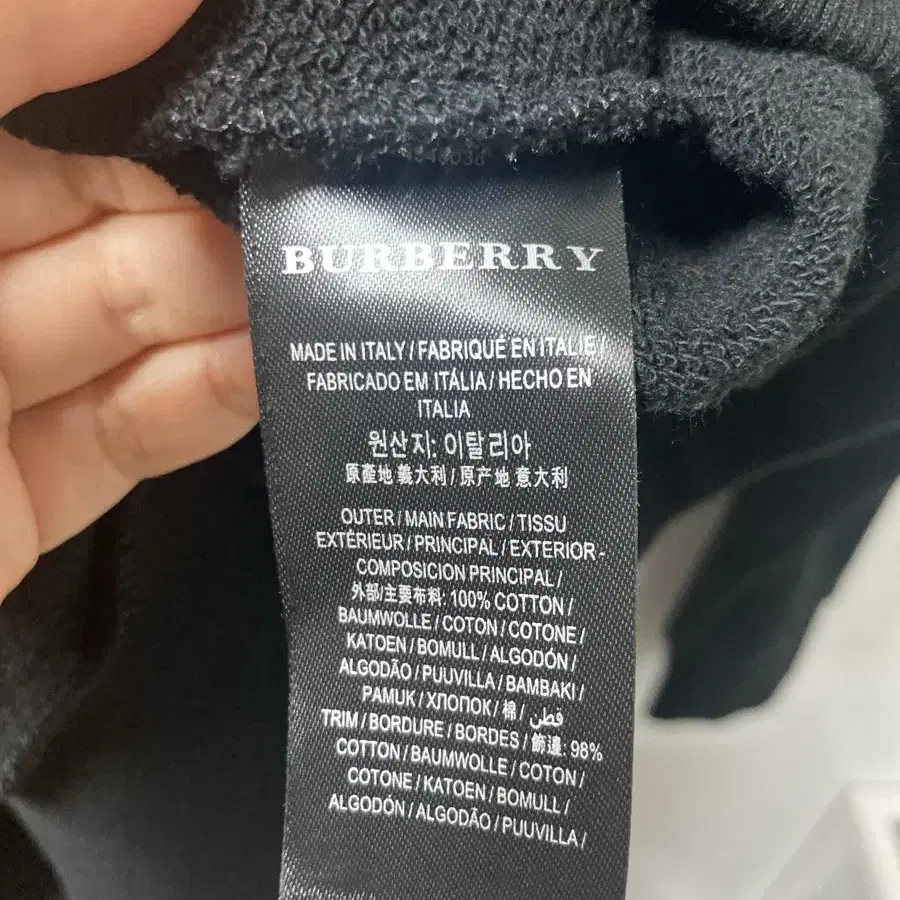 BURBERRY
MADE IN ITALY / FABRIQUÉ EN ITALIE /
FABRICADO EM ITÁLIA / HECHO EN
ITALIA
원산지: 이탈리아
原產地 義大利 / 原产地 意大利
OUTER / MAIN FABRIC / TISSU
EXTÉRIEUR / PRINCIPAL / EXTERIOR -
COMPOSICION PRINCIPAL /
外部/主要布料: 100% COTTON /
BAUMWOLLE / COTON / COTONE /
KATOEN / BOMULL / ALGODÓN /
ALGODÃO / PUUVILLA / BAMBAKI /
PAMUK / ХЛОПОК / 棉 / قطن
TRIM / BORDURE / BORDES / 飾邊: 98%
COTTON / BAUMWOLLE / COTON /
COTONE / KATOEN / BOMULL /
ALGODÓN / ALGODÃO / PUUVILLA /